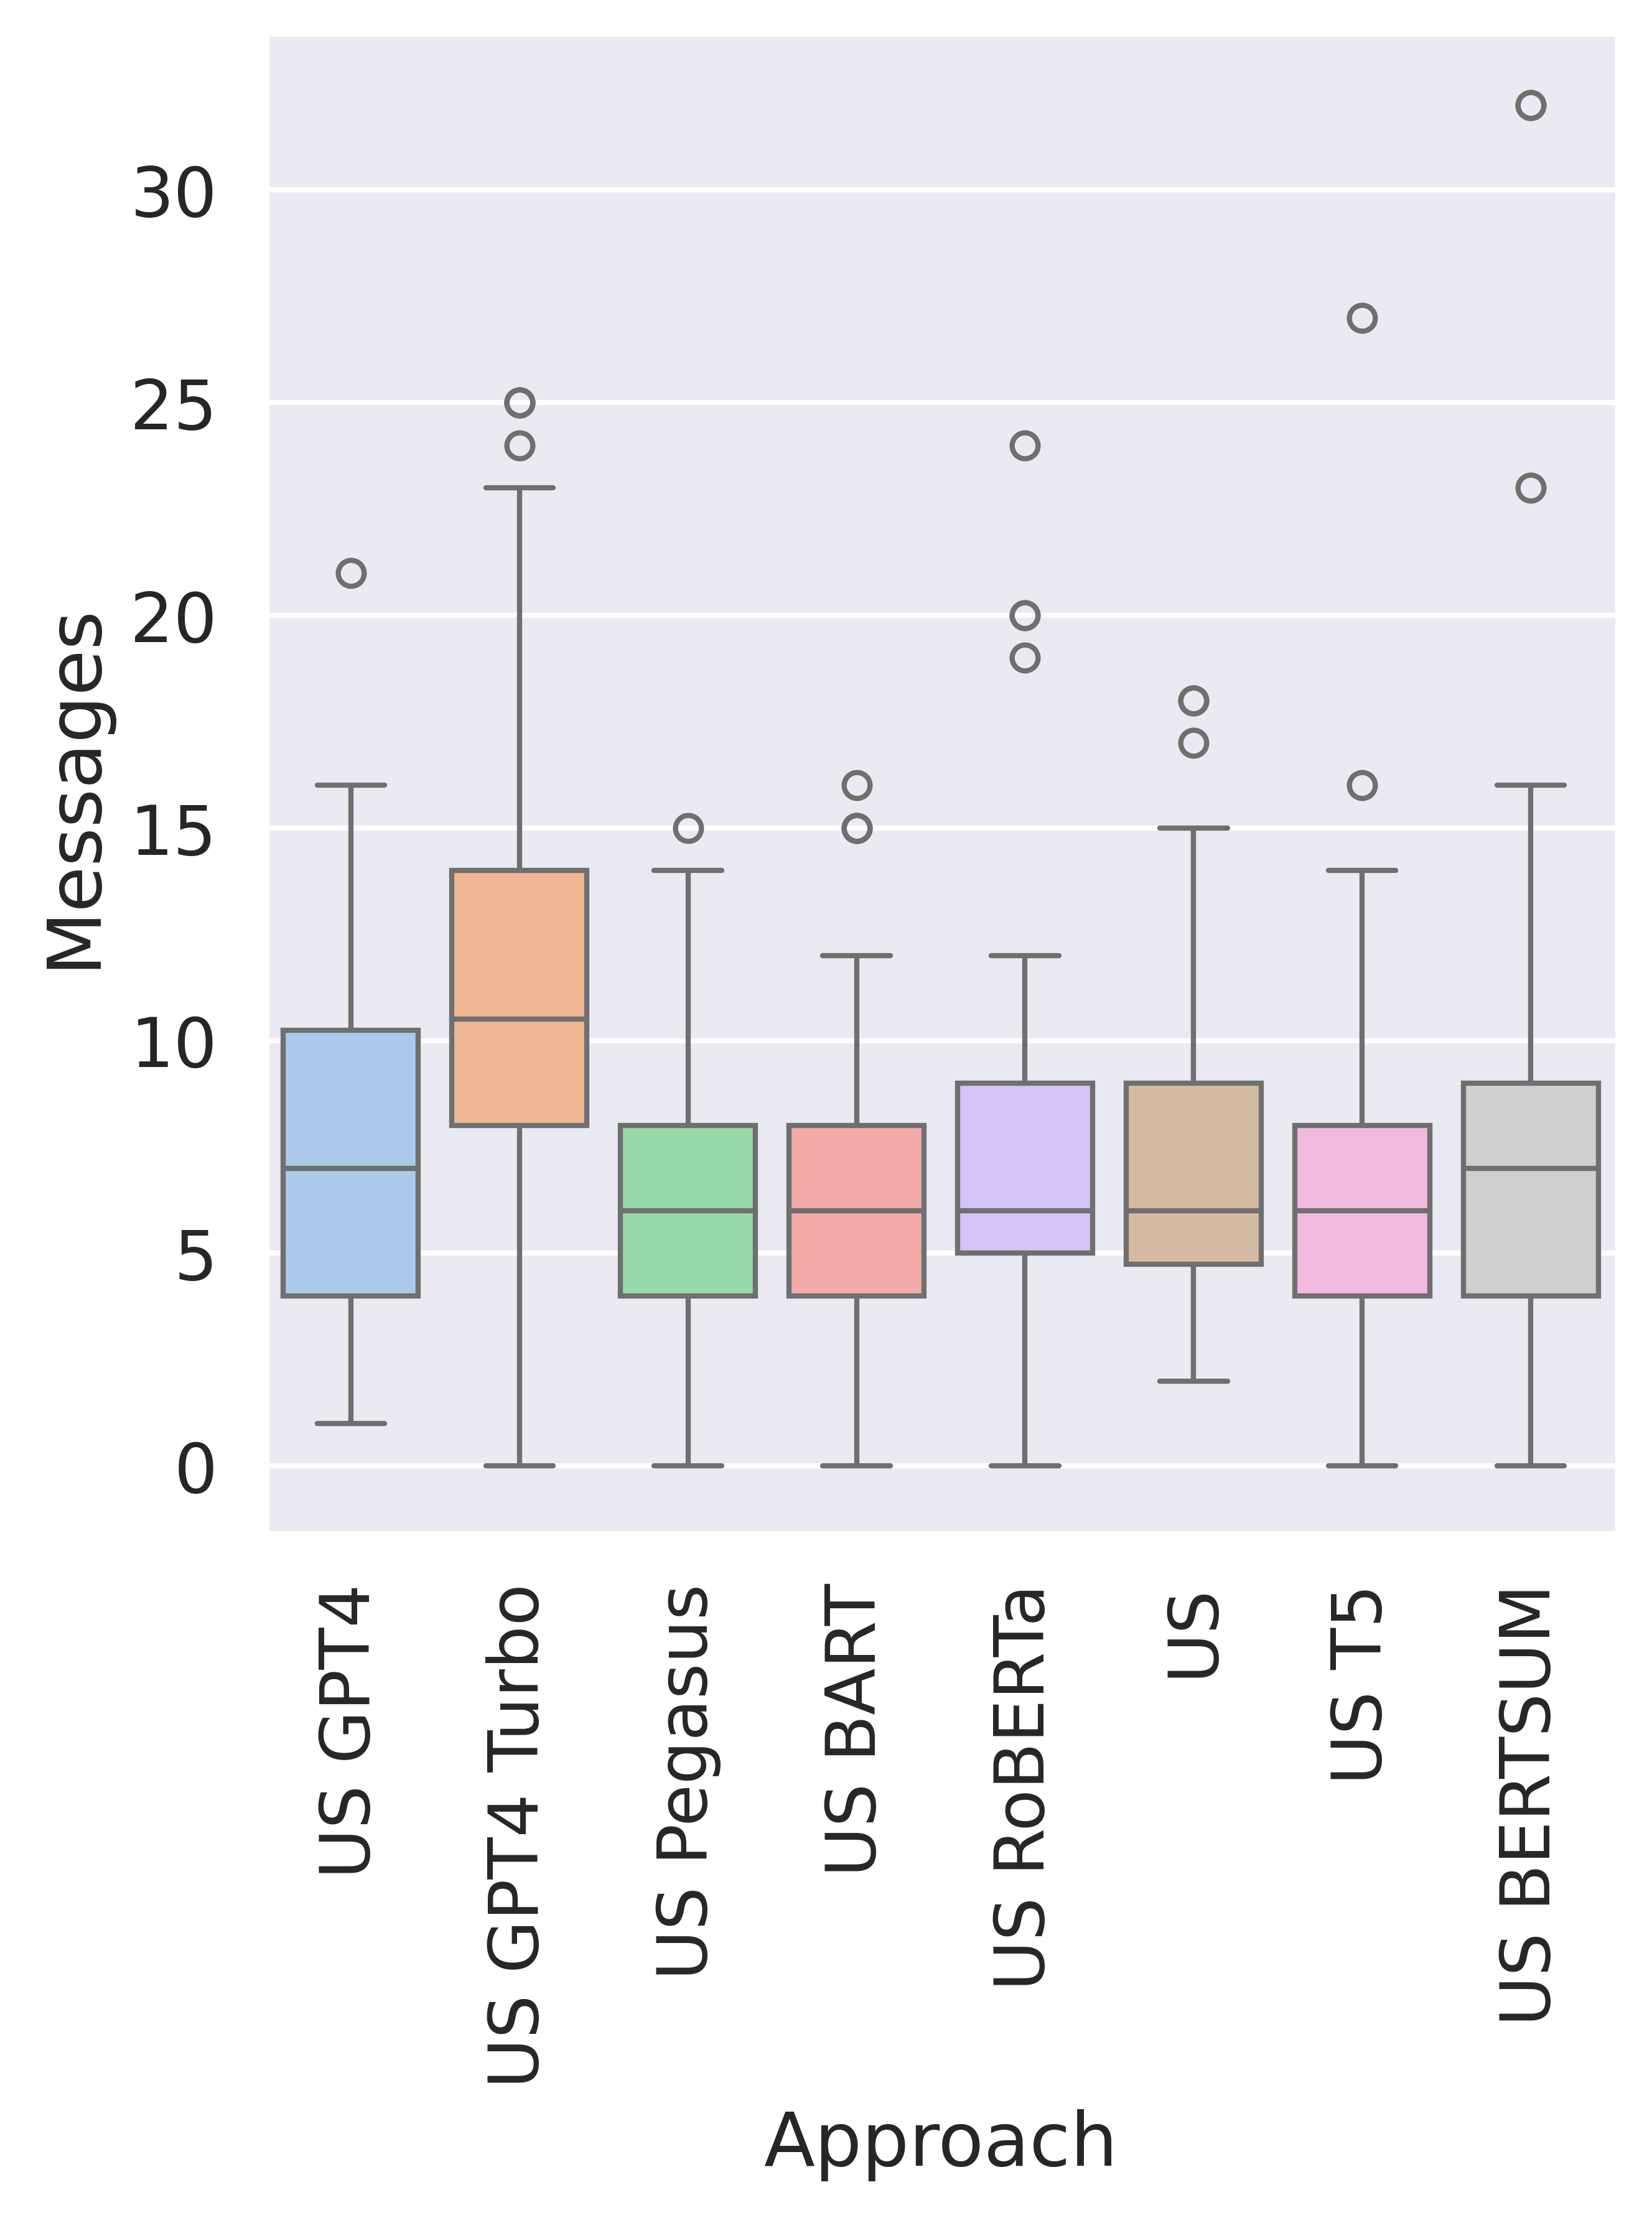 Messages
30
25
20
15
10
5
0
US GPT4
US GPT4 Turbo
US Pegasus
US BART
US RoBERTa
US
US T5
US BERTSUM
Approach